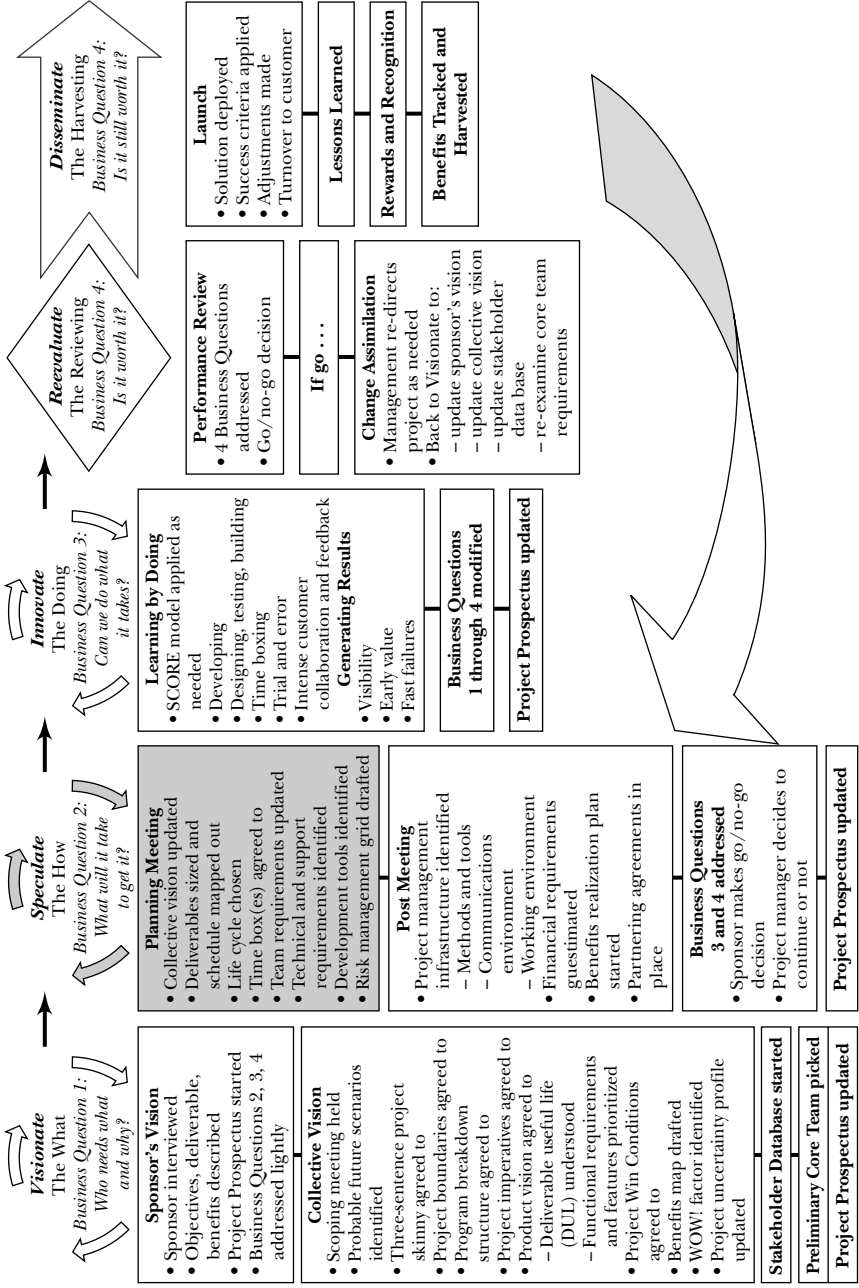 Visionate
The What
Business Question 1:
Who needs what
and why?
Sponsor’s Vision
• Sponsor interviewed
• Objectives, deliverable,
benefits described
• Project Prospectus started
• Business Questions 2, 3, 4
addressed lightly
Collective Vision
• Scoping meeting held
• Probable future scenarios
identified
• Three-sentence project
skinny agreed to
• Project boundaries agreed to
• Program breakdown
structure agreed to
• Project imperatives agreed to
• Product vision agreed to
– Deliverable useful life
(DUL) understood
– Functional requirements
and features prioritized
• Project Win Conditions
agreed to
• Benefits map drafted
• WOW! factor identified
• Project uncertainty profile
updated
Stakeholder Database started
Preliminary Core Team picked
Project Prospectus updated
Speculate
The How
Business Question 2:
What will it take
to get it?
Planning Meeting
• Collective vision updated
• Deliverables sized and
schedule mapped out
• Life cycle chosen
• Time box(es) agreed to
• Team requirements updated
• Technical and support
requirements identified
• Development tools identified
• Risk management grid drafted
Post Meeting
• Project management
infrastructure identified
– Methods and tools
– Communications
environment
– Working environment
• Financial requirements
guestimated
• Benefits realization plan
started
• Partnering agreements in
place
Business Questions
3 and 4 addressed
• Sponsor makes go/no-go
decision
• Project manager decides to
continue or not
Project Prospectus updated
Innovate
The Doing
Business Question 3:
Can we do what
it takes?
Learning by Doing
• SCORE model applied as
needed
• Developing
• Designing, testing, building
• Time boxing
• Trial and error
• Intense customer
collaboration and feedback
Generating Results
• Visibility
• Early value
• Fast failures
Business Questions
1 through 4 modified
Project Prospectus updated
Reevaluate
The Reviewing
Business Question 4:
Is it worth it?
Performance Review
• 4 Business Questions
addressed
• Go/no-go decision
If go . . .
Change Assimilation
• Management re-directs
project as needed
• Back to Visionate to:
– update sponsor’s vision
– update collective vision
– update stakeholder
data base
– re-examine core team
requirements
Disseminate
The Harvesting
Business Question 4:
Is it still worth it?
Launch
• Solution deployed
• Success criteria applied
• Adjustments made
• Turnover to customer
Lessons Learned
Rewards and Recognition
Benefits Tracked and
Harvested